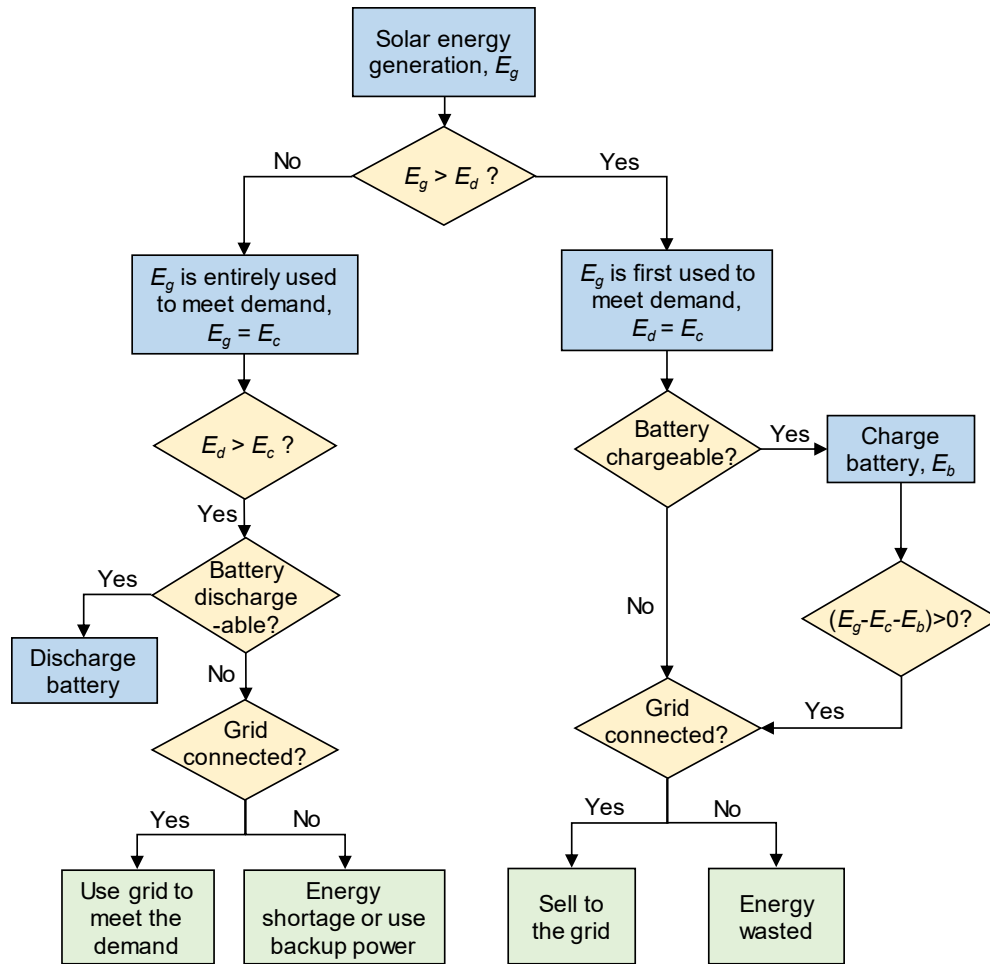 Solar energy
generation, E_g
No
Yes
E_g > E_d ?
E_g is entirely used
to meet demand,
E_g = E_c
E_g is first used to
meet demand,
E_d = E_c
E_d > E_c ?
Battery
chargeable?
Yes
Charge
battery, E_b
Yes
Battery
discharge
-able?
Yes
Discharge
battery
No
No
(E_g-E_c-E_b)>0?
Yes
Grid
connected?
Grid
connected?
Yes
No
Yes
No
Use grid to
meet the
demand
Energy
shortage or use
backup power
Sell to
the grid
Energy
wasted